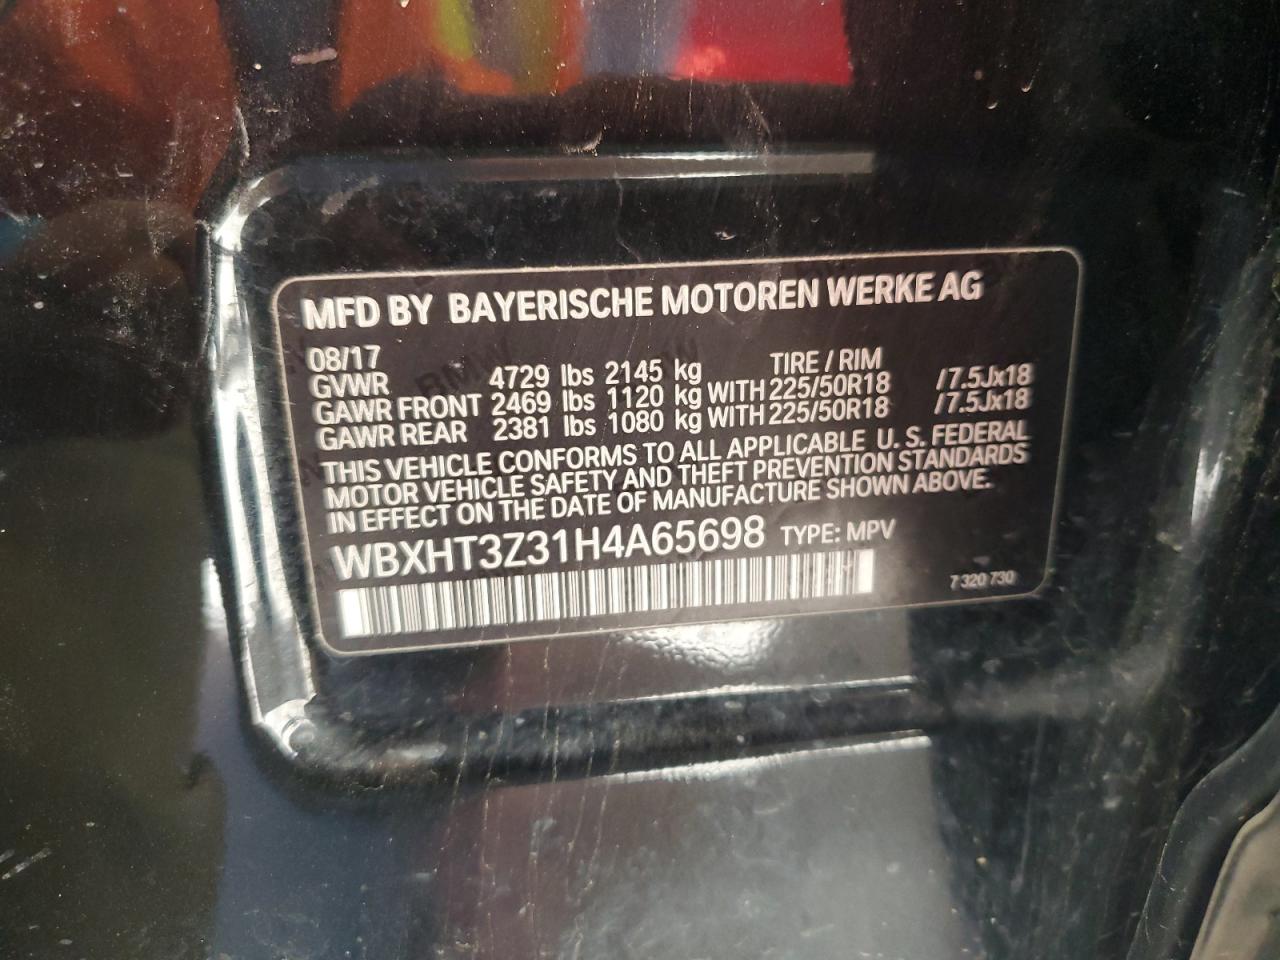 MFD BY BAYERISCHE MOTOREN WERKE AG
08/17 TIRE / RIM
GVWR 4729 lbs 2145 kg
GAWR FRONT 2469 lbs 1120 kg WITH 225/50R18 /7.5Jx18
GAWR REAR 2381 lbs 1080 kg WITH 225/50R18 /7.5Jx18
THIS VEHICLE CONFORMS TO ALL APPLICABLE U.S. FEDERAL
MOTOR VEHICLE SAFETY AND THEFT PREVENTION STANDARDS
IN EFFECT ON THE DATE OF MANUFACTURE SHOWN ABOVE.
WBXHT3Z31H4A65698 TYPE: MPV
7 320 730